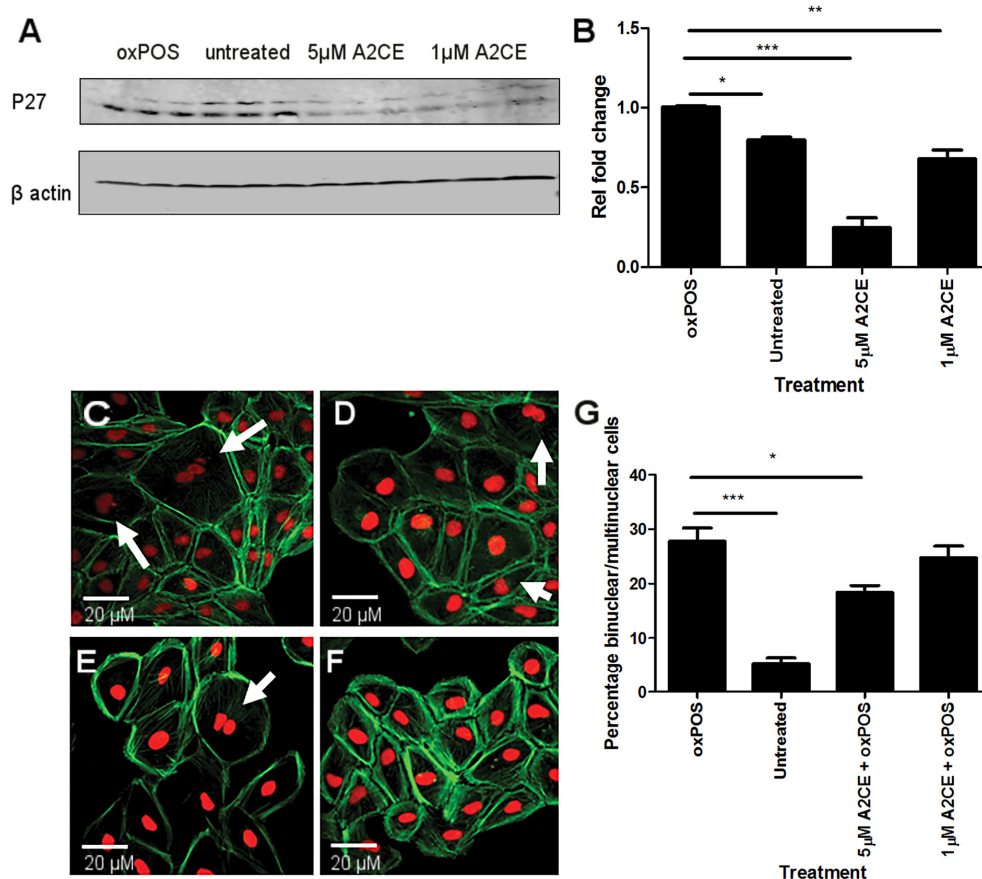 A
oxPOS untreated 5µM A2CE 1µM A2CE
P27
β actin
B
**
***
*
1.5
1.0
0.5
0.0
Rel fold change
oxPOS
Untreated
5µM A2CE
1µM A2CE
Treatment
C
20 µM
D
20 µM
E
20 µM
F
20 µM
G
*
***
40
30
20
10
0
Percentage binuclear/multinuclear cells
oxPOS
Untreated
5µM A2CE + oxPOS
1µM A2CE + oxPOS
Treatment